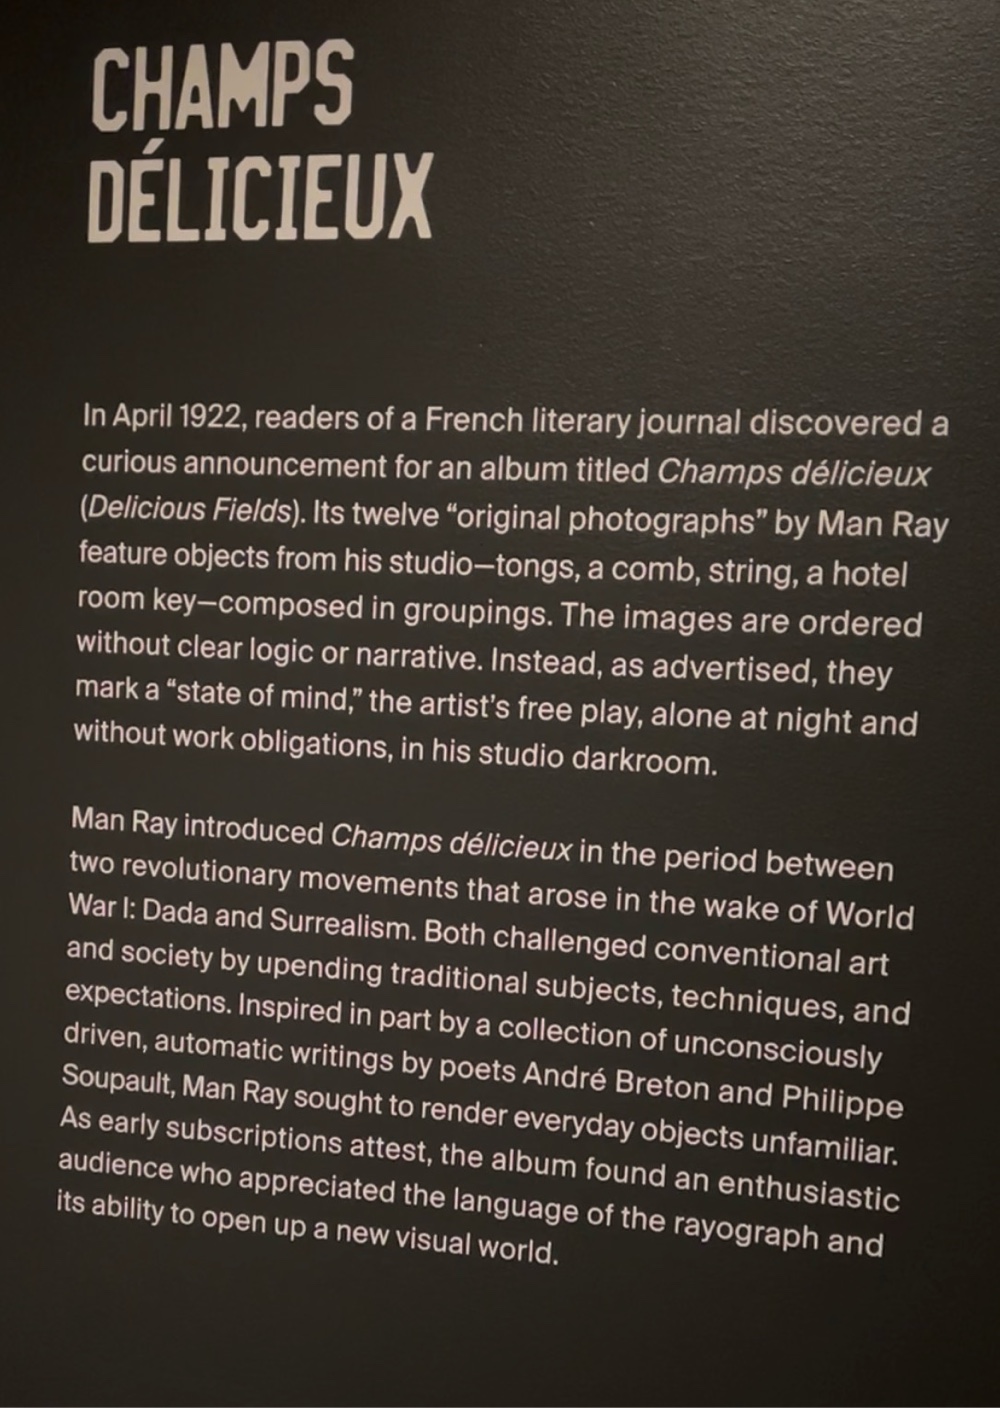 CHAMPS
DÉLICIEUX
In April 1922, readers of a French literary journal discovered a
curious announcement for an album titled Champs délicieux
(Delicious Fields). Its twelve “original photographs” by Man Ray
feature objects from his studio—tongs, a comb, string, a hotel
room key—composed in groupings. The images are ordered
without clear logic or narrative. Instead, as advertised, they
mark a “state of mind,” the artist’s free play, alone at night and
without work obligations, in his studio darkroom.
Man Ray introduced Champs délicieux in the period between
two revolutionary movements that arose in the wake of World
War I: Dada and Surrealism. Both challenged conventional art
and society by upending traditional subjects, techniques, and
expectations. Inspired in part by a collection of unconsciously
driven, automatic writings by poets André Breton and Philippe
Soupault, Man Ray sought to render everyday objects unfamiliar.
As early subscriptions attest, the album found an enthusiastic
audience who appreciated the language of the rayograph and
its ability to open up a new visual world.